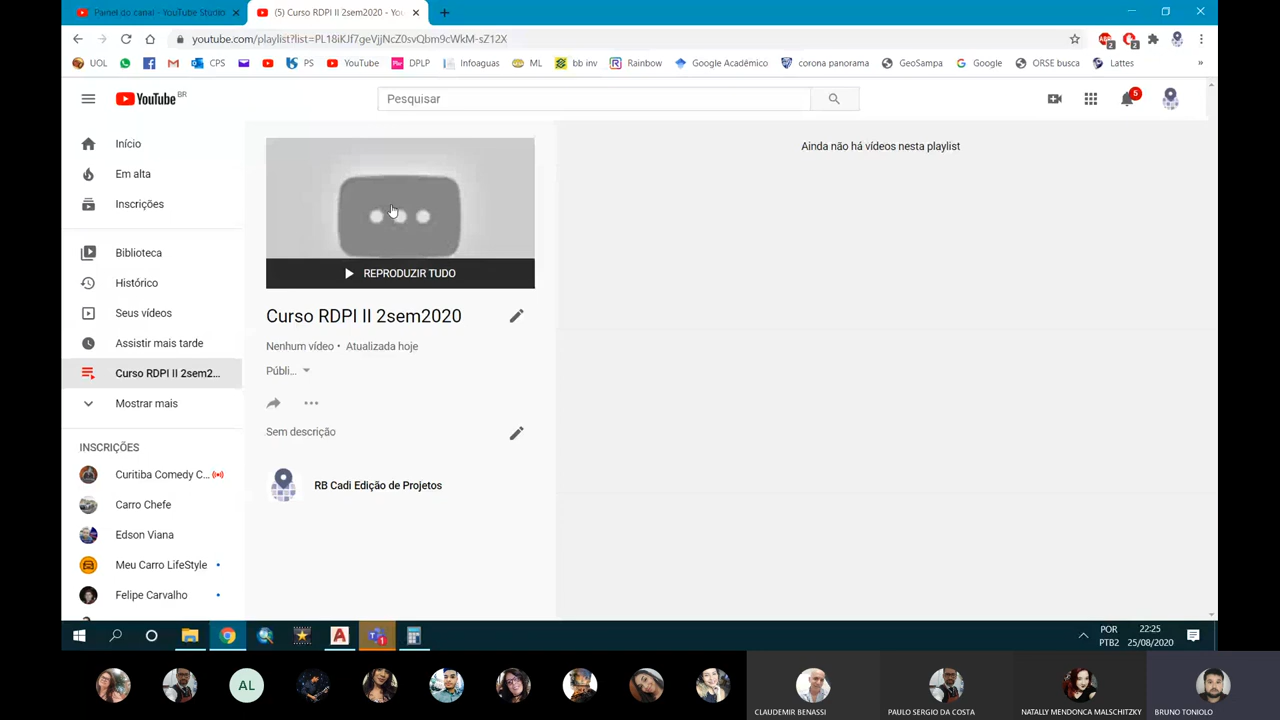 Painel do canal - YouTube Studio
(5) Curso RDPI II 2sem2020 - You
youtube.com/playlist?list=PL18iKJf7geVjjNcZ0svQbm9cWkM-sZ12X
UOL
CPS
PS
YouTube
DPLP
Infoaguas
ML
bb inv
Rainbow
Google Acadêmico
corona panorama
GeoSampa
Google
ORSE busca
Lattes
»
YouTube BR
Pesquisar
5
Início
Em alta
Inscrições
Biblioteca
Histórico
Seus vídeos
Assistir mais tarde
Curso RDPI II 2sem2...
Mostrar mais
INSCRIÇÕES
Curitiba Comedy C...
Carro Chefe
Edson Viana
Meu Carro LifeStyle
Felipe Carvalho
REPRODUZIR TUDO
Curso RDPI II 2sem2020
Nenhum vídeo • Atualizada hoje
Públi...
Sem descrição
RB Cadi Edição de Projetos
Ainda não há vídeos nesta playlist
POR
PTB2
22:25
25/08/2020
AL
CLAUDEMIR BENASSI
PAULO SERGIO DA COSTA
NATALLY MENDONCA MALSCHITZKY
BRUNO TONIOLO